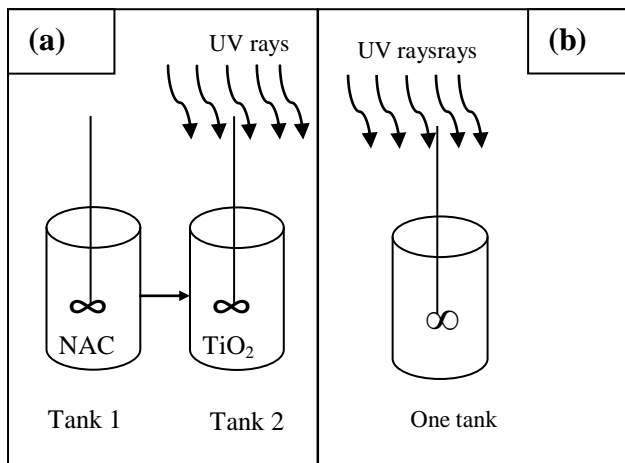 (a)
UV rays
NAC
TiO₂
Tank 1
Tank 2
(b)
UV raysrays
One tank